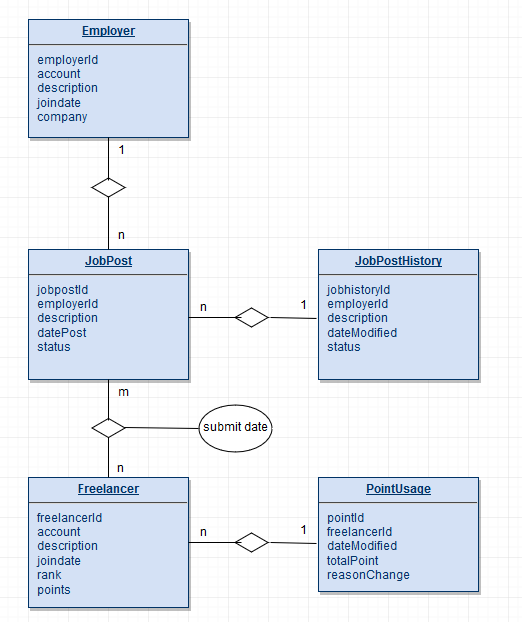 Employer
employerId
account
description
joindate
company
1
n
JobPost
jobpostId
employerId
description
datePost
status
n
1
JobPostHistory
jobhistoryId
employerId
description
dateModified
status
m
submit date
n
Freelancer
freelancerId
account
description
joindate
rank
points
n
1
PointUsage
pointId
freelancerId
dateModified
totalPoint
reasonChange